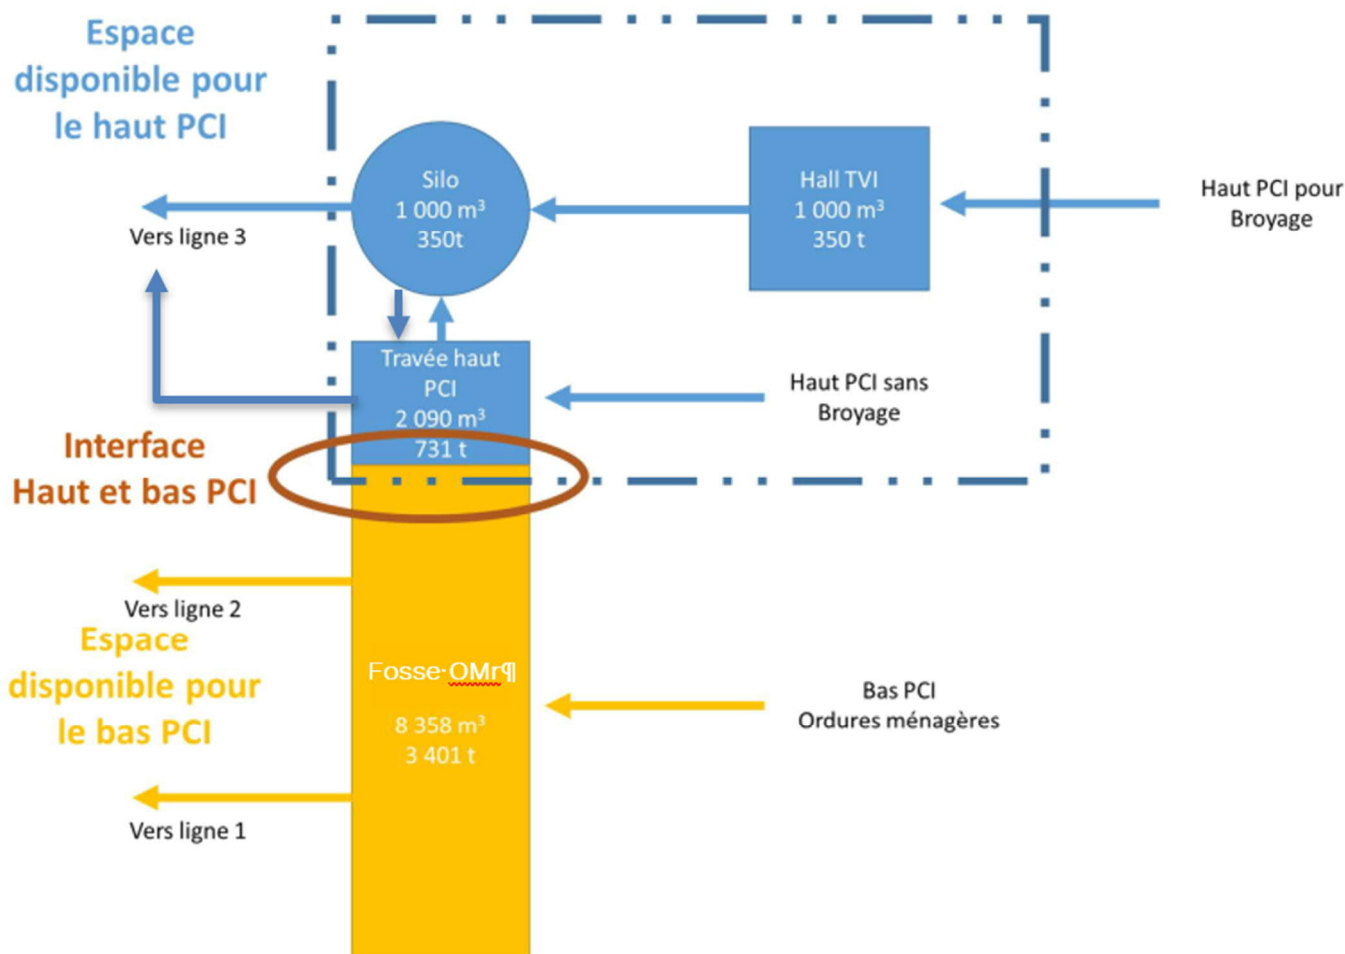 Espace
disponible pour
le haut PCI
Silo
1 000 m³
350t
Hall TVI
1 000 m³
350 t
Haut PCI pour
Broyage
Vers ligne 3
Travée haut
PCI
2 090 m³
731 t
Haut PCI sans
Broyage
Interface
Haut et bas PCI
Vers ligne 2
Espace
disponible pour
le bas PCI
Fosse·OMr¶
8 358 m³
3 401 t
Bas PCI
Ordures ménagères
Vers ligne 1